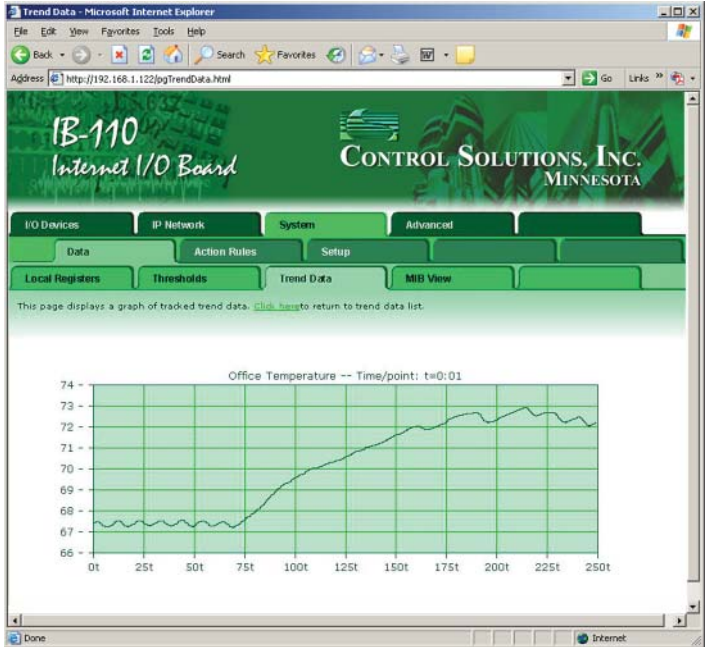 Trend Data - Microsoft Internet Explorer
File Edit View Favorites Tools Help
Back Search Favorites
Address http://192.168.1.122/pgTrendData.html Go Links »
IB-110
Internet I/O Board
CONTROL SOLUTIONS, INC.
MINNESOTA
I/O Devices IP Network System Advanced
Data Action Rules Setup
Local Registers Thresholds Trend Data MIB View
This page displays a graph of tracked trend data. Click here to return to trend data list.
Office Temperature -- Time/point: t=0:01
74
73
72
71
70
69
68
67
66
0t 25t 50t 75t 100t 125t 150t 175t 200t 225t 250t
Done Internet